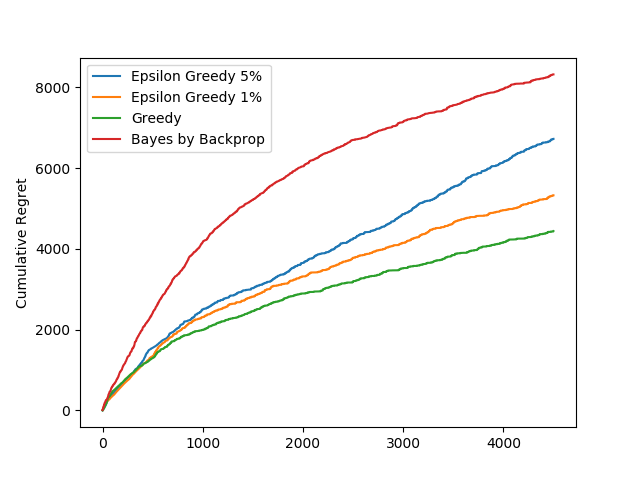 Epsilon Greedy 5%
Epsilon Greedy 1%
Greedy
Bayes by Backprop
Cumulative Regret
8000
6000
4000
2000
0
0 1000 2000 3000 4000